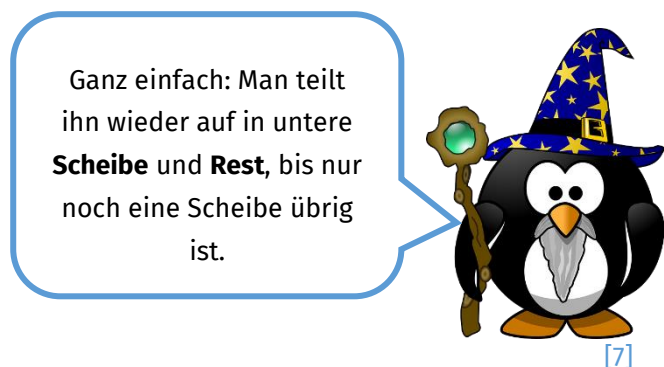 Ganz einfach: Man teilt
ihn wieder auf in untere
Scheibe und Rest, bis nur
noch eine Scheibe übrig
ist.
[7]